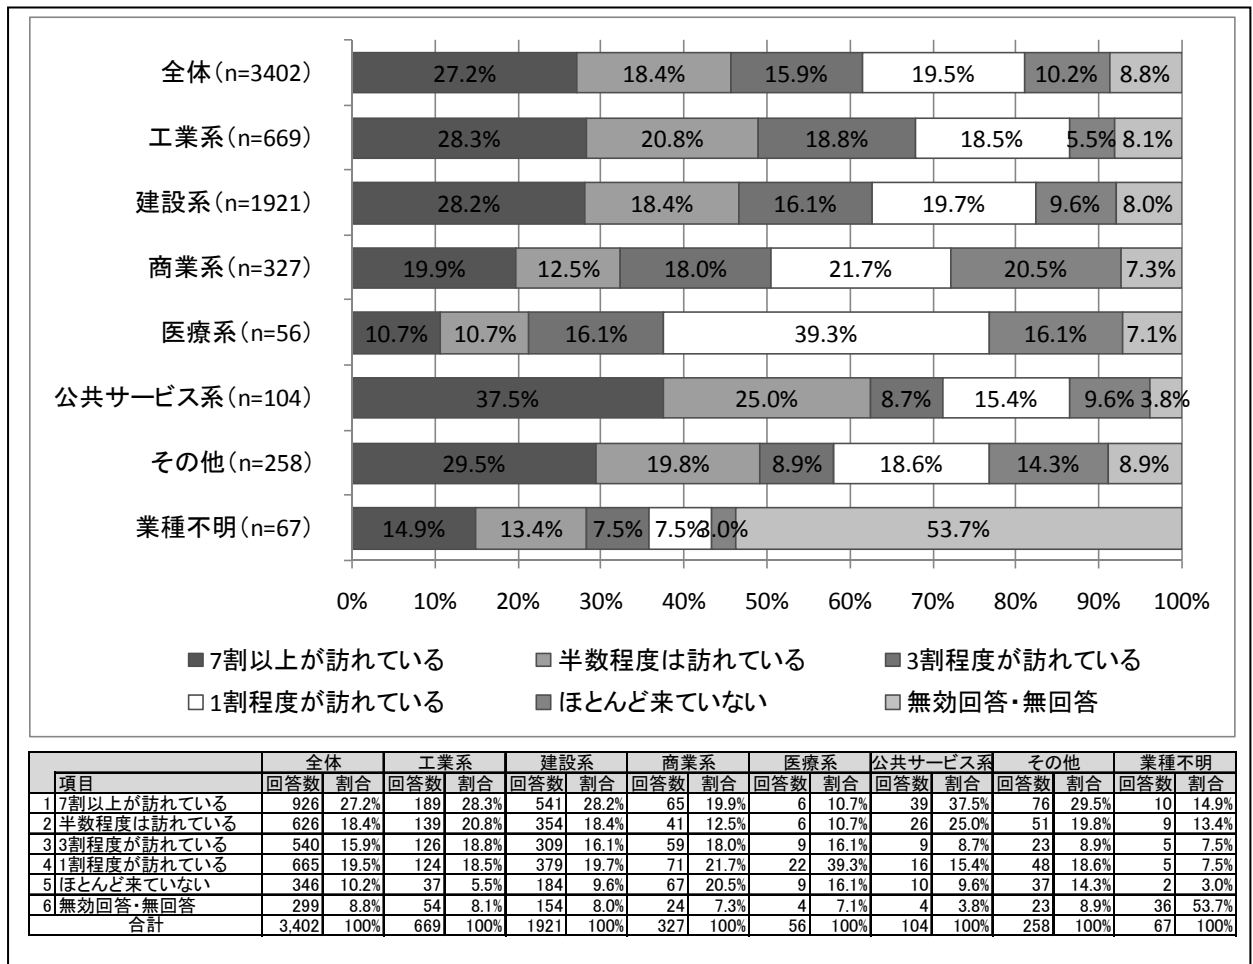 全体(n=3402) 27.2% 18.4% 15.9% 19.5% 10.2% 8.8%
工業系(n=669) 28.3% 20.8% 18.8% 18.5% 5.5% 8.1%
建設系(n=1921) 28.2% 18.4% 16.1% 19.7% 9.6% 8.0%
商業系(n=327) 19.9% 12.5% 18.0% 21.7% 20.5% 7.3%
医療系(n=56) 10.7% 10.7% 16.1% 39.3% 16.1% 7.1%
公共サービス系(n=104) 37.5% 25.0% 8.7% 15.4% 9.6% 3.8%
その他(n=258) 29.5% 19.8% 8.9% 18.6% 14.3% 8.9%
業種不明(n=67) 14.9% 13.4% 7.5% 7.5% 3.0% 53.7%
0% 10% 20% 30% 40% 50% 60% 70% 80% 90% 100%
7割以上が訪れている 半数程度は訪れている 3割程度が訪れている
1割程度が訪れている ほとんど来ていない 無効回答・無回答
全体 工業系 建設系 商業系 医療系 公共サービス系 その他 業種不明
項目 回答数 割合 回答数 割合 回答数 割合 回答数 割合 回答数 割合 回答数 割合 回答数 割合 回答数 割合
1 7割以上が訪れている 926 27.2% 189 28.3% 541 28.2% 65 19.9% 6 10.7% 39 37.5% 76 29.5% 10 14.9%
2 半数程度は訪れている 626 18.4% 139 20.8% 354 18.4% 41 12.5% 6 10.7% 26 25.0% 51 19.8% 9 13.4%
3 3割程度が訪れている 540 15.9% 126 18.8% 309 16.1% 59 18.0% 9 16.1% 9 8.7% 23 8.9% 5 7.5%
4 1割程度が訪れている 665 19.5% 124 18.5% 379 19.7% 71 21.7% 22 39.3% 16 15.4% 48 18.6% 5 7.5%
5 ほとんど来ていない 346 10.2% 37 5.5% 184 9.6% 67 20.5% 9 16.1% 10 9.6% 37 14.3% 2 3.0%
6 無効回答・無回答 299 8.8% 54 8.1% 154 8.0% 24 7.3% 4 7.1% 4 3.8% 23 8.9% 36 53.7%
合計 3,402 100% 669 100% 1921 100% 327 100% 56 100% 104 100% 258 100% 67 100%